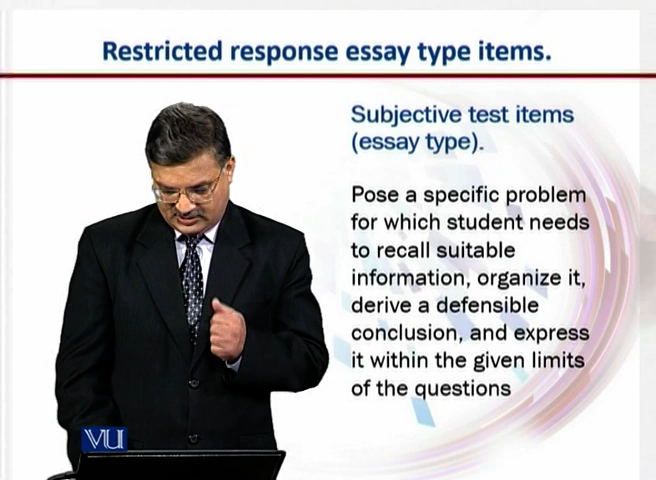 Restricted response essay type items.
Subjective test items
(essay type).
Pose a specific problem
for which student needs
to recall suitable
information, organize it,
derive a defensible
conclusion, and express
it within the given limits
of the questions
VU